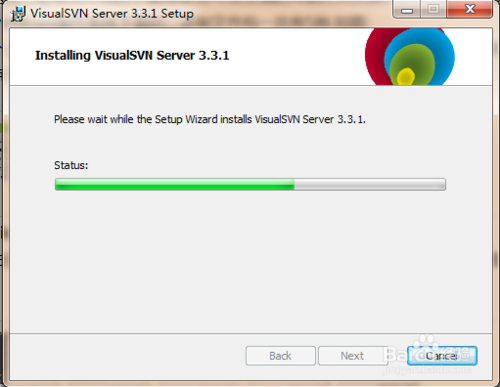 VisualSVN Server 3.3.1 Setup
Installing VisualSVN Server 3.3.1
Please wait while the Setup Wizard installs VisualSVN Server 3.3.1.
Status:
Back
Next
Cancel